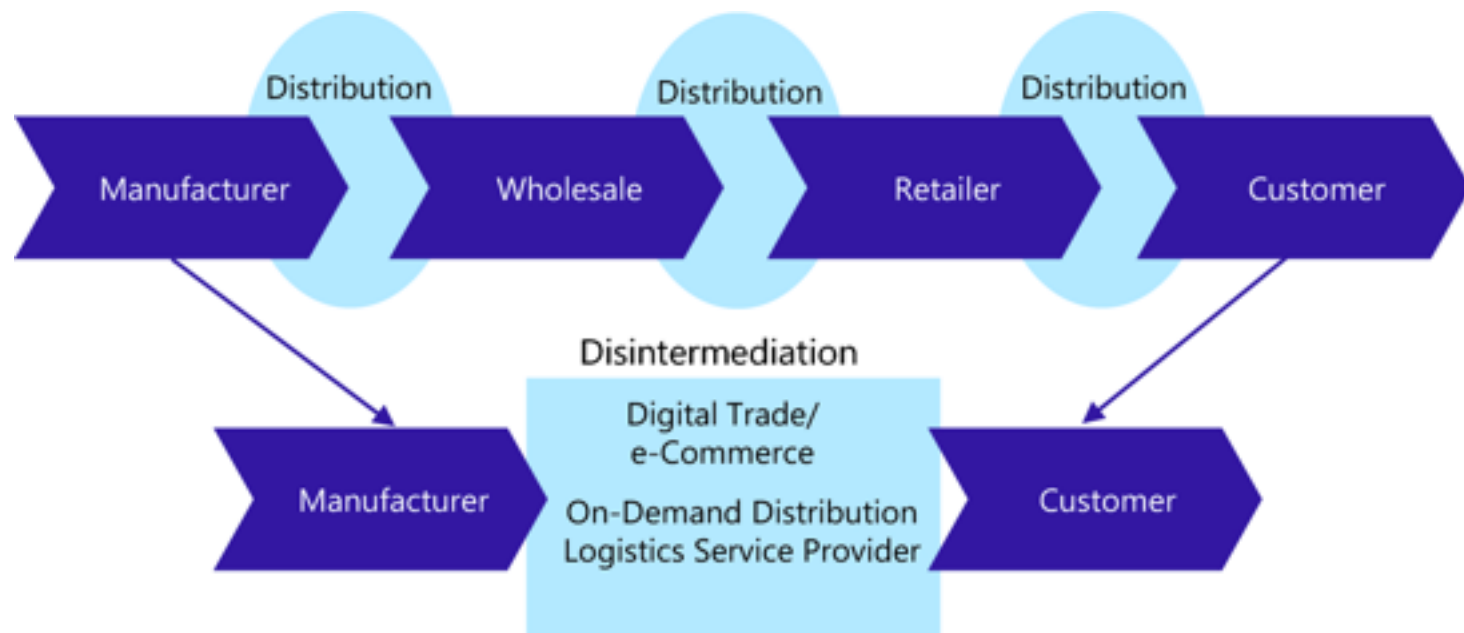 Distribution
Distribution
Distribution
Manufacturer
Wholesale
Retailer
Customer
Disintermediation
Digital Trade/
e-Commerce
Manufacturer
Customer
On-Demand Distribution
Logistics Service Provider